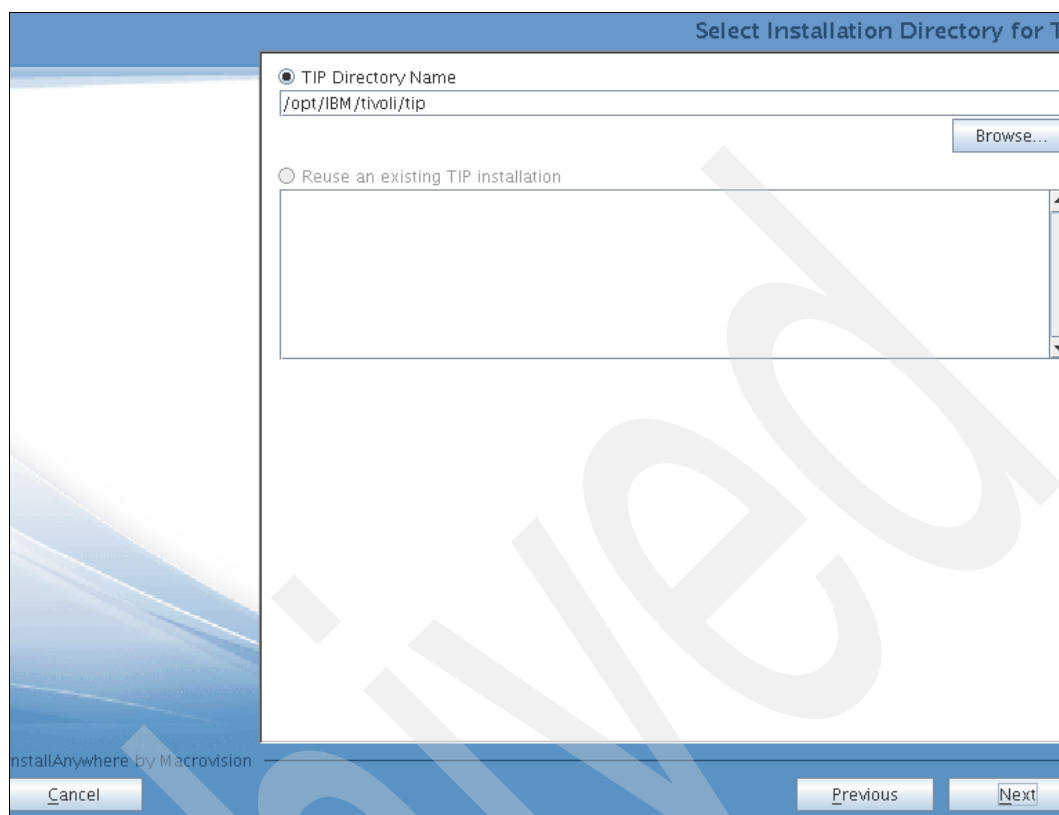 Select Installation Directory for T
TIP Directory Name
/opt/IBM/tivoli/tip
Browse...
Reuse an existing TIP installation
nstallAnywhere by Macrovision
Cancel
Previous
Next
hived